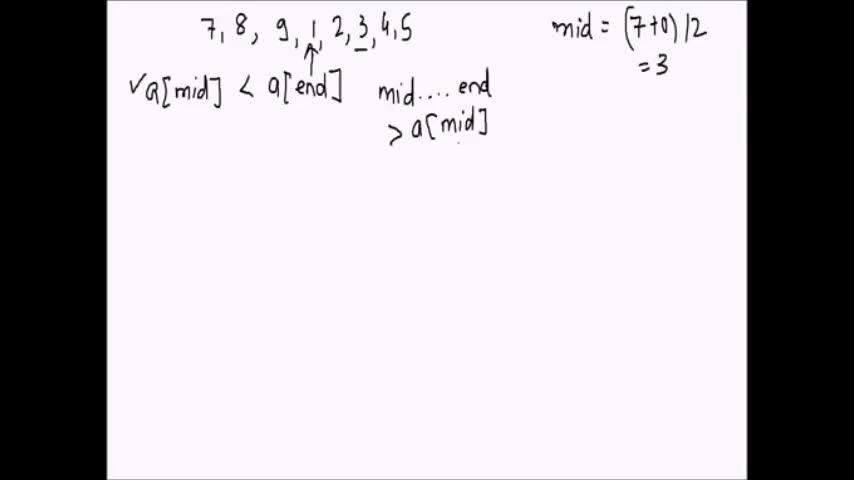 7, 8, 9, 1, 2, 3, 4, 5
mid = (7+0)/2
= 3
✓a[mid] < a[end]
mid.... end
> a[mid]